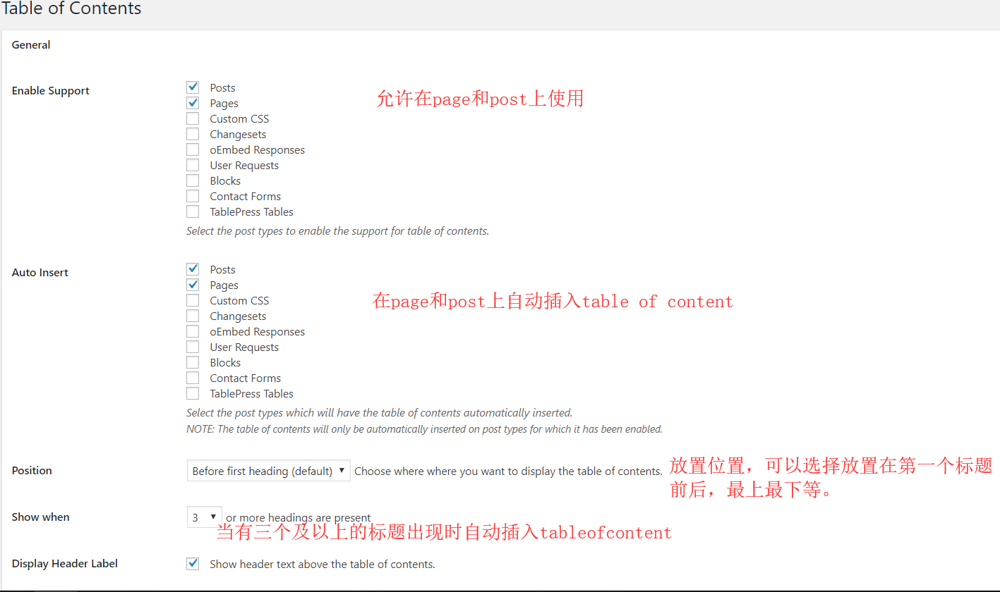 Table of Contents
General
Enable Support
Posts
Pages
允许在page和post上使用
Custom CSS
Changesets
oEmbed Responses
User Requests
Blocks
Contact Forms
TablePress Tables
Select the post types to enable the support for table of contents.
Auto Insert
Posts
Pages
Custom CSS
在page和post上自动插入table of content
Changesets
oEmbed Responses
User Requests
Blocks
Contact Forms
TablePress Tables
Select the post types which will have the table of contents automatically inserted.
NOTE: The table of contents will only be automatically inserted on post types for which it has been enabled.
Position
Before first heading (default) Choose where where you want to display the table of contents.
放置位置，可以选择放置在第一个标题
前后，最上最下等。
Show when
3 or more headings are present
当有三个及以上的标题出现时自动插入tableofcontent
Display Header Label
Show header text above the table of contents.